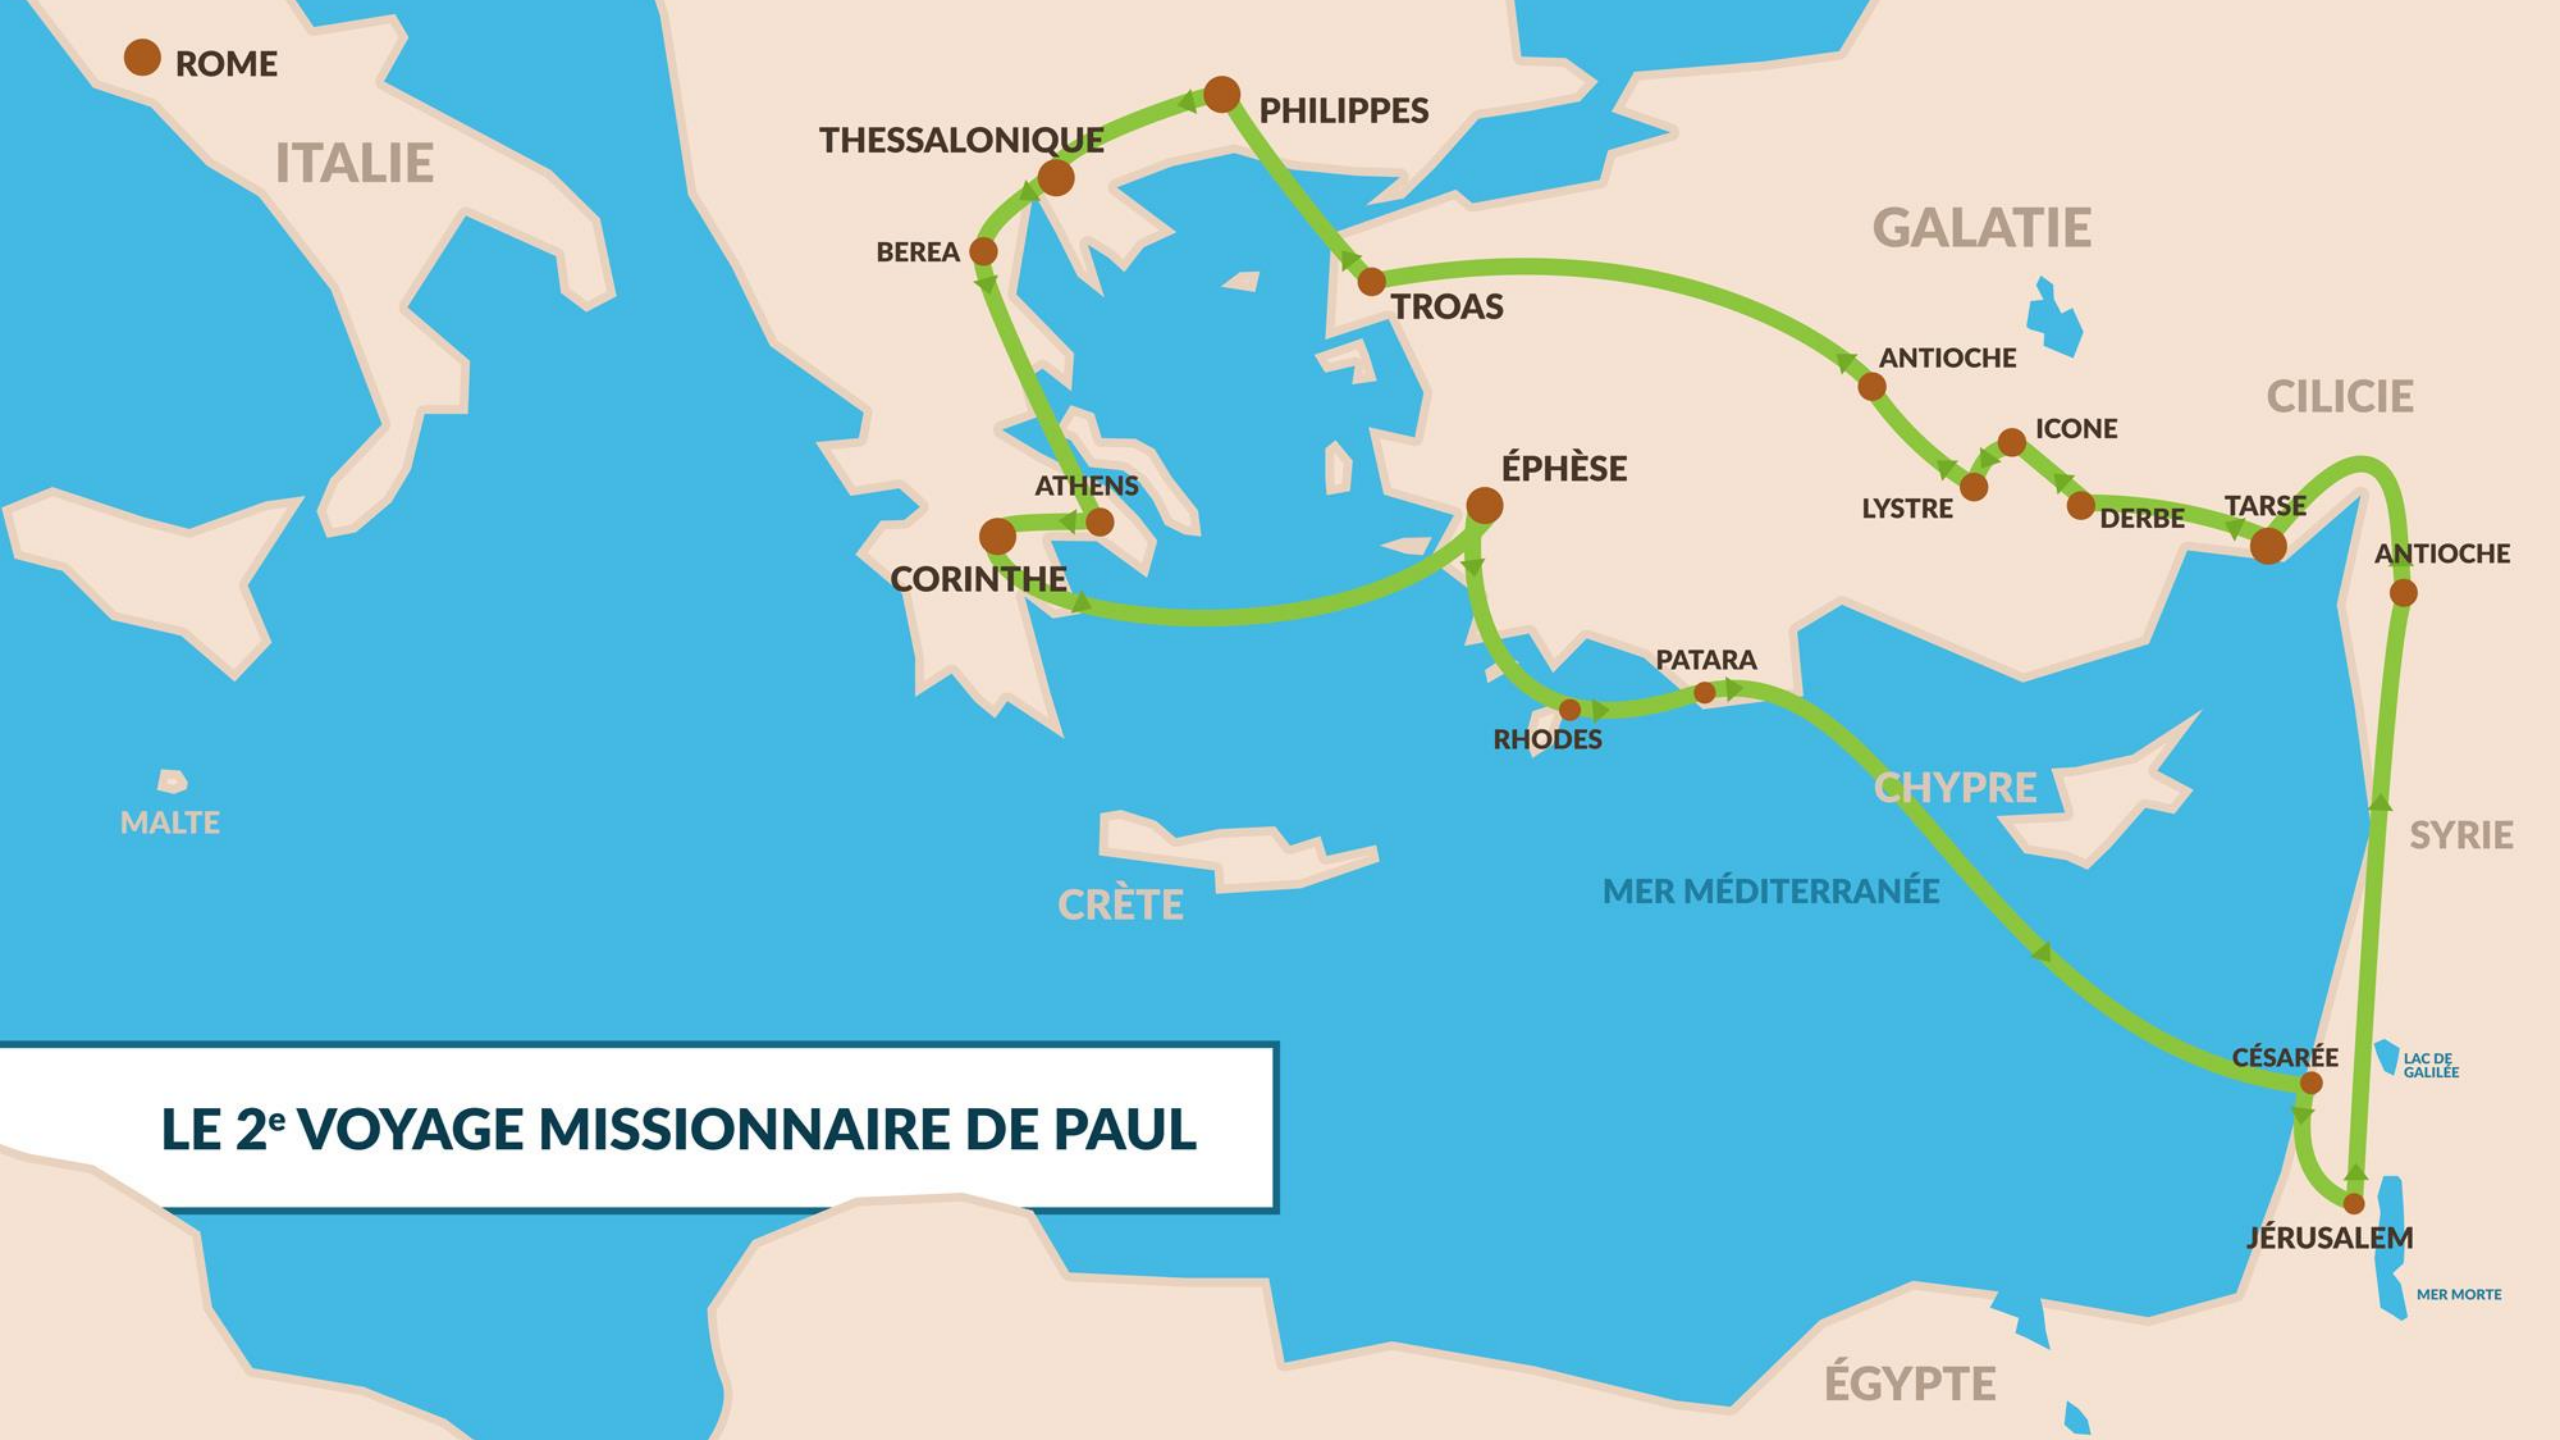 ROME
ITALIE
PHILIPPES
THESSALONIQUE
BEREA
TROAS
GALATIE
ANTIOCHE
CILICIE
ICONE
ÉPHÈSE
ATHENS
LYSTRE
DERBE
TARSE
ANTIOCHE
CORINTHE
PATARA
RHODES
CHYPRE
MALTE
SYRIE
CRÈTE
MER MÉDITERRANÉE
CÉSARÉE
LAC DE
GALILÉE
LE 2e VOYAGE MISSIONNAIRE DE PAUL
JÉRUSALEM
MER MORTE
ÉGYPTE